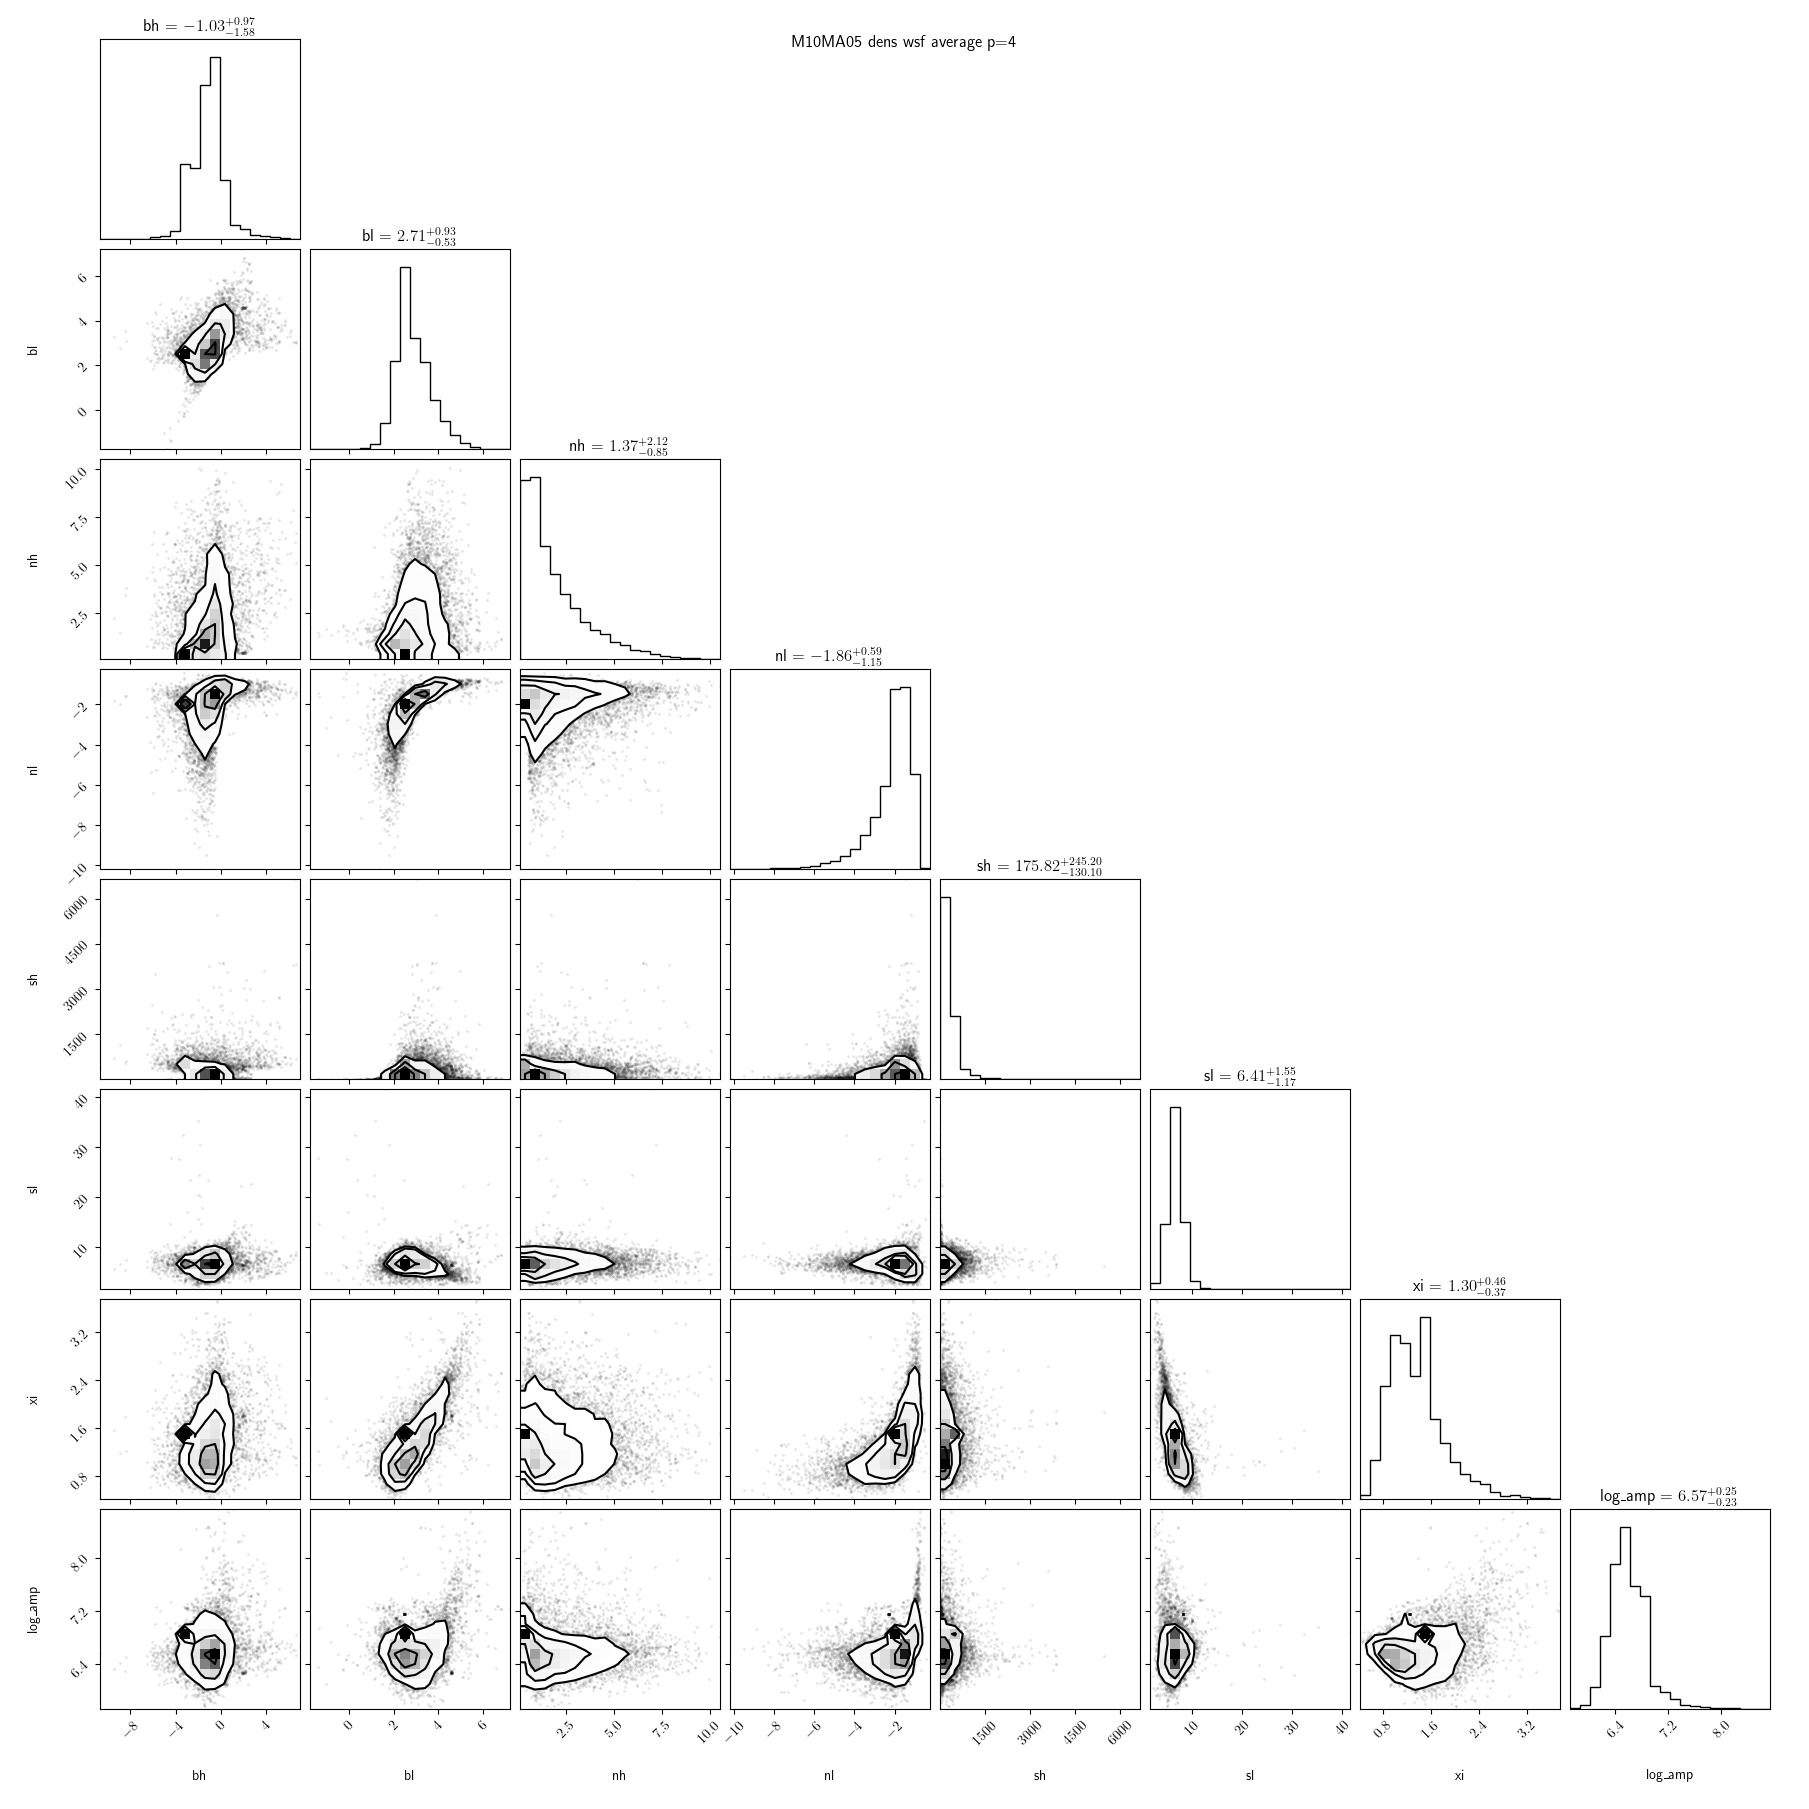 M10MA05 dens wsf average p=4
bh = −1.03 +0.97 −1.58
bl = 2.71 +0.93 −0.53
nh = 1.37 +2.12 −0.85
nl = −1.86 +0.59 −1.15
sh = 175.82 +245.20 −130.10
sl = 6.41 +1.55 −1.17
xi = 1.30 +0.46 −0.37
log_amp = 6.57 +0.25 −0.23
bl
6
4
2
0
nh
10.0
7.5
5.0
2.5
nl
−2
−4
−6
−8
−10
sh
6000
4500
3000
1500
sl
40
30
20
10
xi
3.2
2.4
1.6
0.8
log_amp
8.0
7.2
6.4
−8 −4 0 4
0 2 4 6
2.5 5.0 7.5 10.0
−10 −8 −6 −4 −2
1500 3000 4500 6000
10 20 30 40
0.8 1.6 2.4 3.2
6.4 7.2 8.0
bh bl nh nl sh sl xi log_amp